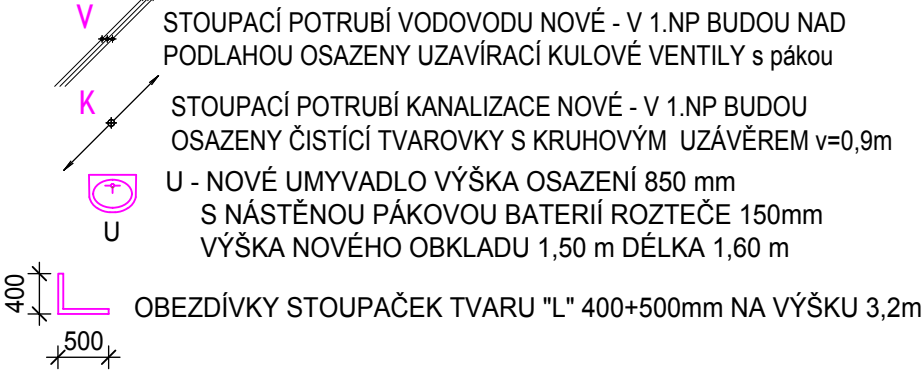 V
STOUPACÍ POTRUBÍ VODOVODU NOVÉ - V 1.NP BUDOU NAD
PODLAHOU OSAZENY UZAVÍRACÍ KULOVÉ VENTILY s pákou
K
STOUPACÍ POTRUBÍ KANALIZACE NOVÉ - V 1.NP BUDOU
OSAZENY ČISTÍCÍ TVAROVKY S KRUHOVÝM UZÁVĚREM v=0,9m
U - NOVÉ UMYVADLO VÝŠKA OSAZENÍ 850 mm
U
S NÁSTĚNOU PÁKOVOU BATERIÍ ROZTEČE 150mm
VÝŠKA NOVÉHO OBKLADU 1,50 m DÉLKA 1,60 m
400
OBEZDÍVKY STOUPAČEK TVARU "L" 400+500mm NA VÝŠKU 3,2m
500